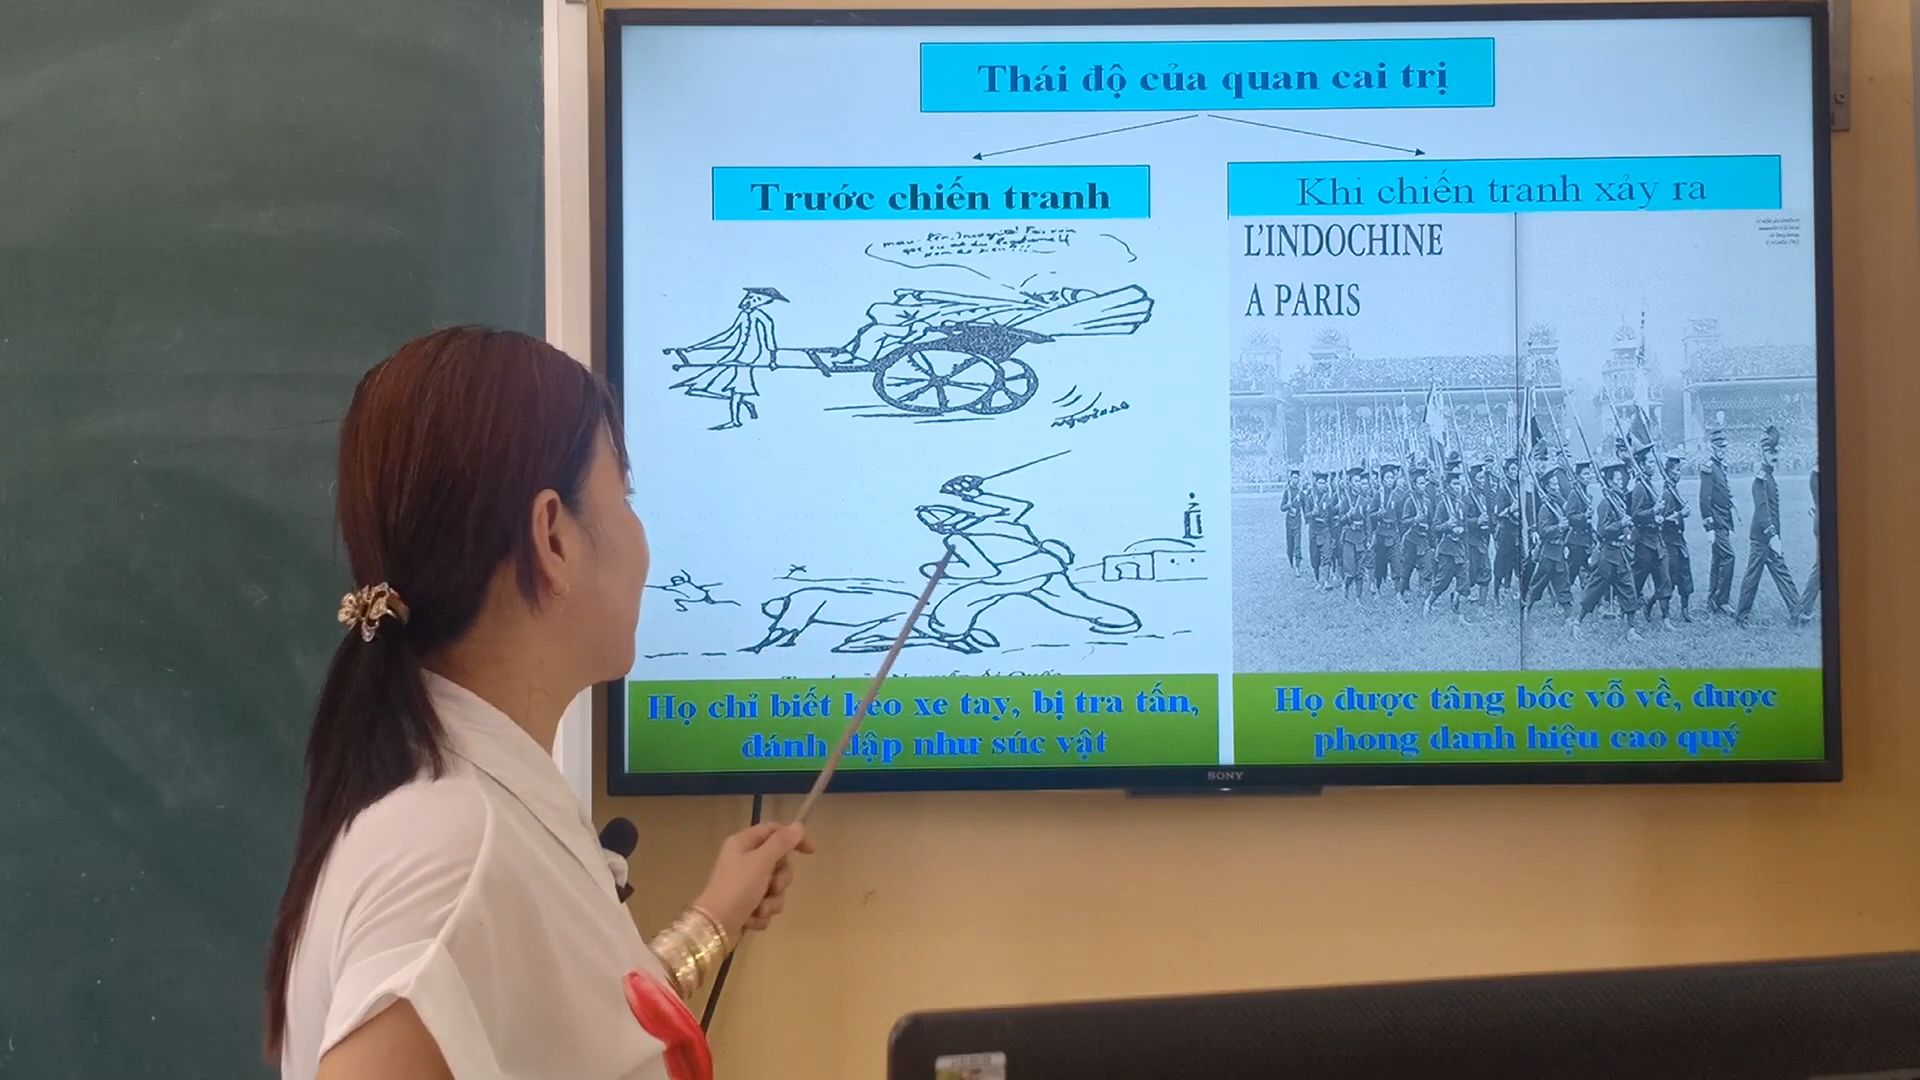 Thái độ của quan cai trị
Trước chiến tranh
Khi chiến tranh xảy ra
L'INDOCHINE
A PARIS
Họ chỉ biết kéo xe tay, bị tra tấn,
đánh đập như súc vật
Họ được tâng bốc vỗ về, được
phong danh hiệu cao quý
SONY